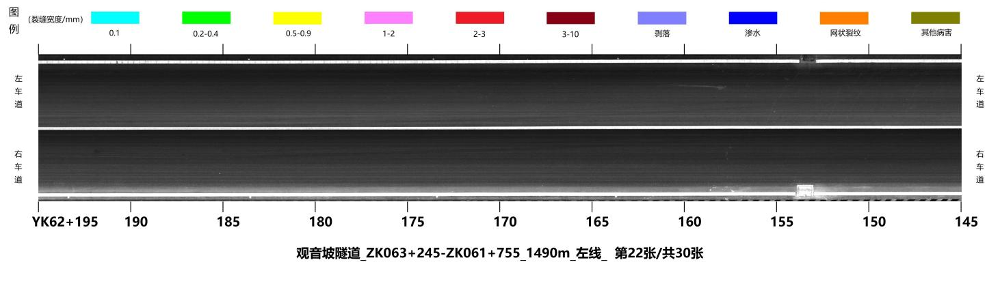 图例 (裂缝宽度/mm)
0.1 0.2-0.4 0.5-0.9 1-2 2-3 3-10 剥落 渗水 网状裂纹 其他病害
左车道 左车道
右车道 右车道
YK62+195 190 185 180 175 170 165 160 155 150 145
观音坡隧道_ZK063+245-ZK061+755_1490m_左线_ 第22张/共30张